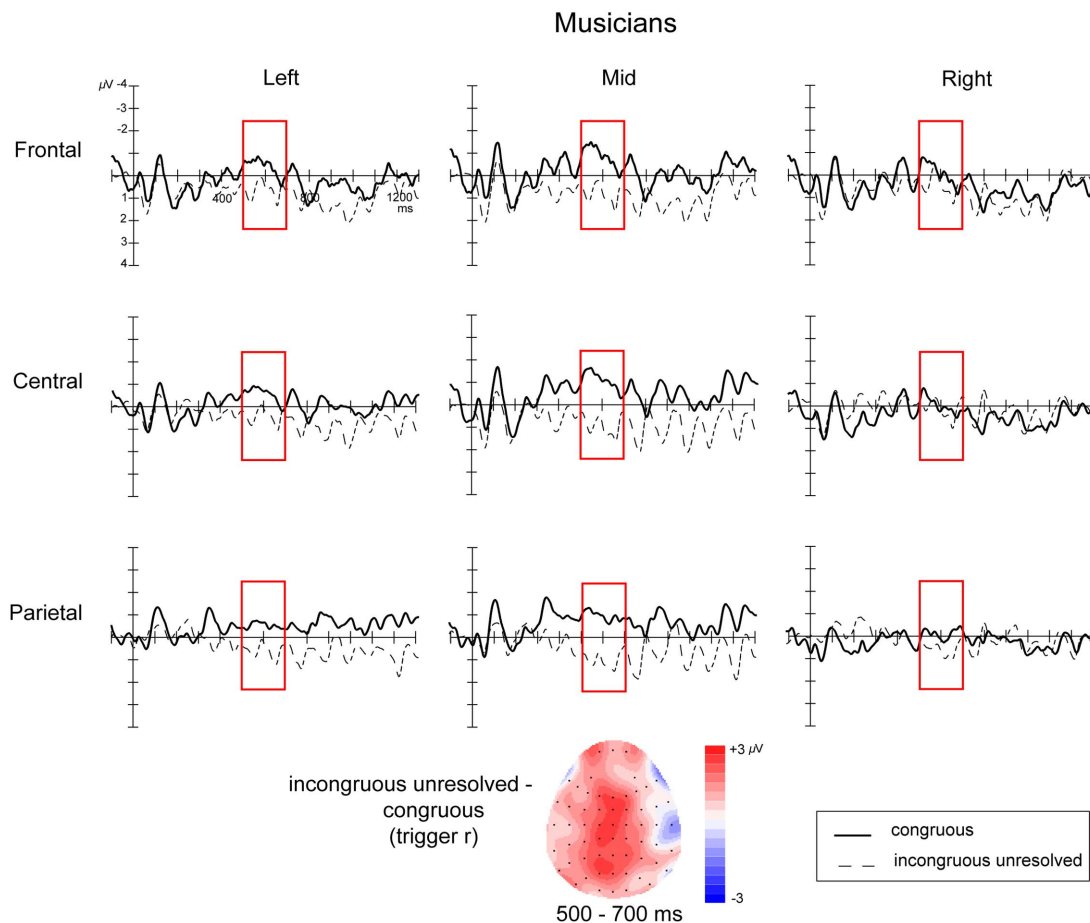 Musicians
Left
Mid
Right
µV -4
-3
-2
Frontal
400
800
1200
ms
1
2
3
4
Central
Parietal
incongruous unresolved -
congruous
(trigger r)
+3 µV
-3
500 - 700 ms
congruous
incongruous unresolved